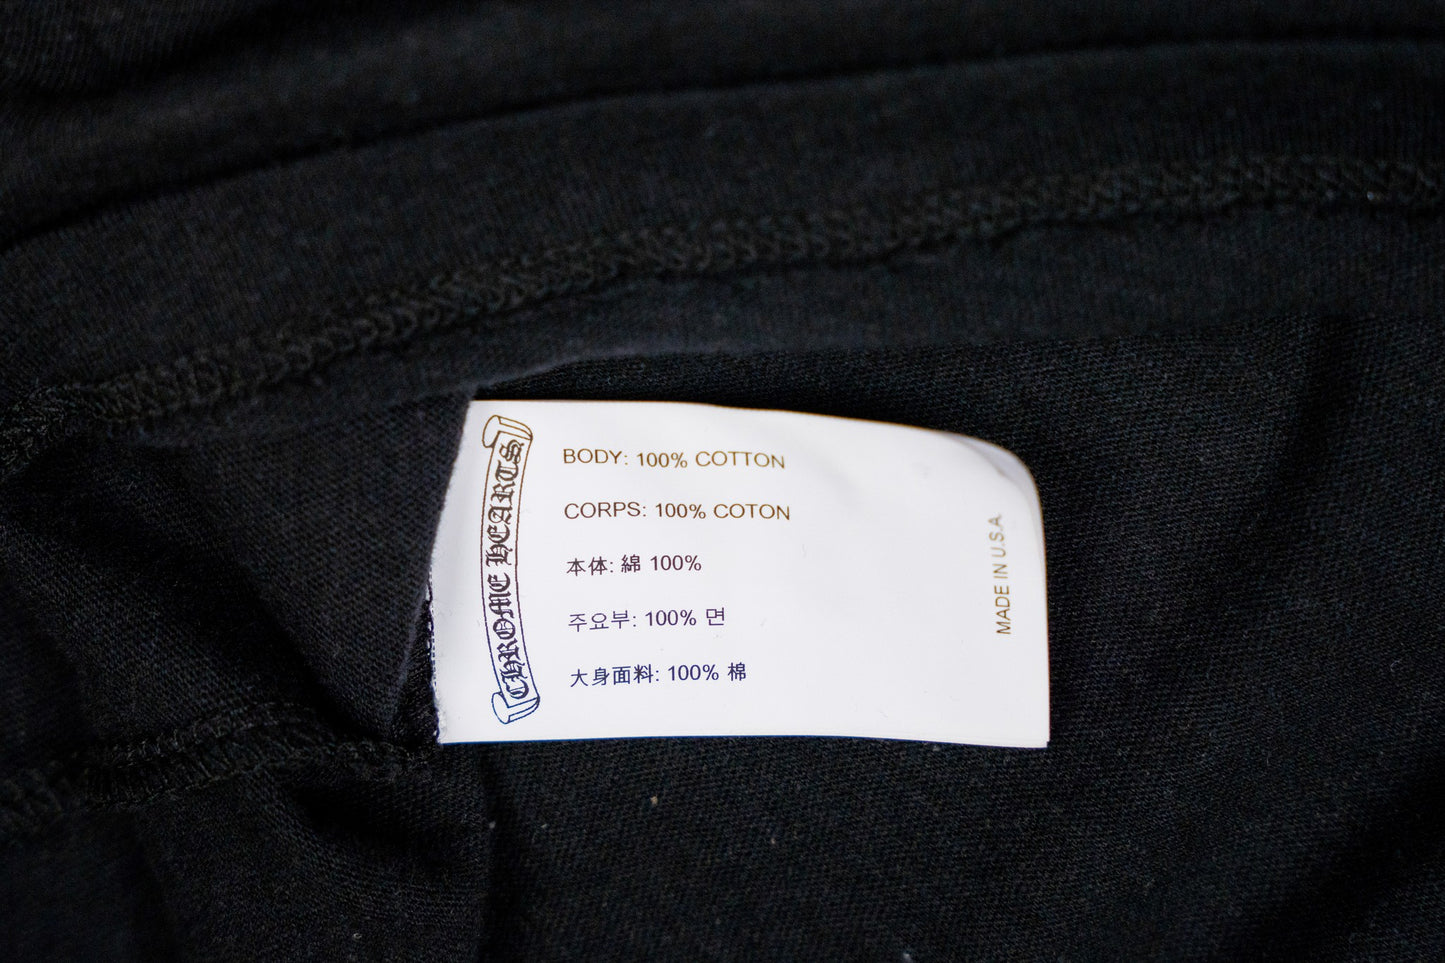 CHROME HEARTS
BODY: 100% COTTON
CORPS: 100% COTON
本体: 綿 100%
주요부: 100% 면
大身面料: 100% 棉
MADE IN U.S.A